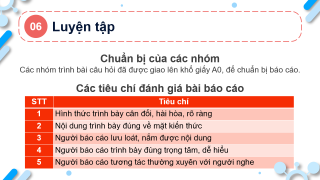 06 Luyện tập
Chuẩn bị của các nhóm
Các nhóm trình bài câu hỏi đã được giao lên khổ giấy A0, để chuẩn bị báo cáo.
Các tiêu chí đánh giá bài báo cáo
STT Tiêu chí
1 Hình thức trình bày cân đối, hài hòa, rõ ràng
2 Nội dung trình bày đúng về mặt kiến thức
3 Người báo cáo lưu loát, nắm được nội dung
4 Người báo cáo trình bày đúng trọng tâm, dễ hiểu
5 Người báo cáo tương tác thường xuyên với người nghe